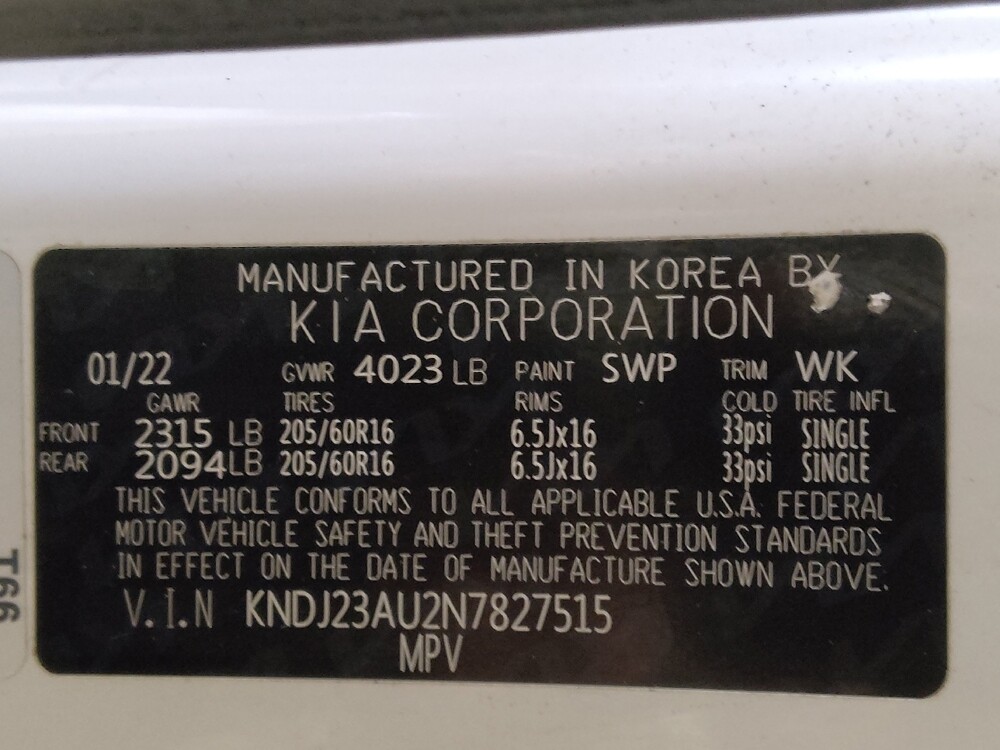 MANUFACTURED IN KOREA BY
KIA CORPORATION
01/22 GVWR 4023 LB PAINT SWP TRIM WK
GAWR TIRES RIMS COLD TIRE INFL
FRONT 2315 LB 205/60R16 6.5Jx16 33psi SINGLE
REAR 2094LB 205/60R16 6.5Jx16 33psi SINGLE
THIS VEHICLE CONFORMS TO ALL APPLICABLE U.S.A. FEDERAL
MOTOR VEHICLE SAFETY AND THEFT PREVENTION STANDARDS
IN EFFECT ON THE DATE OF MANUFACTURE SHOWN ABOVE.
V.I.N KNDJ23AU2N7827515
MPV
T66